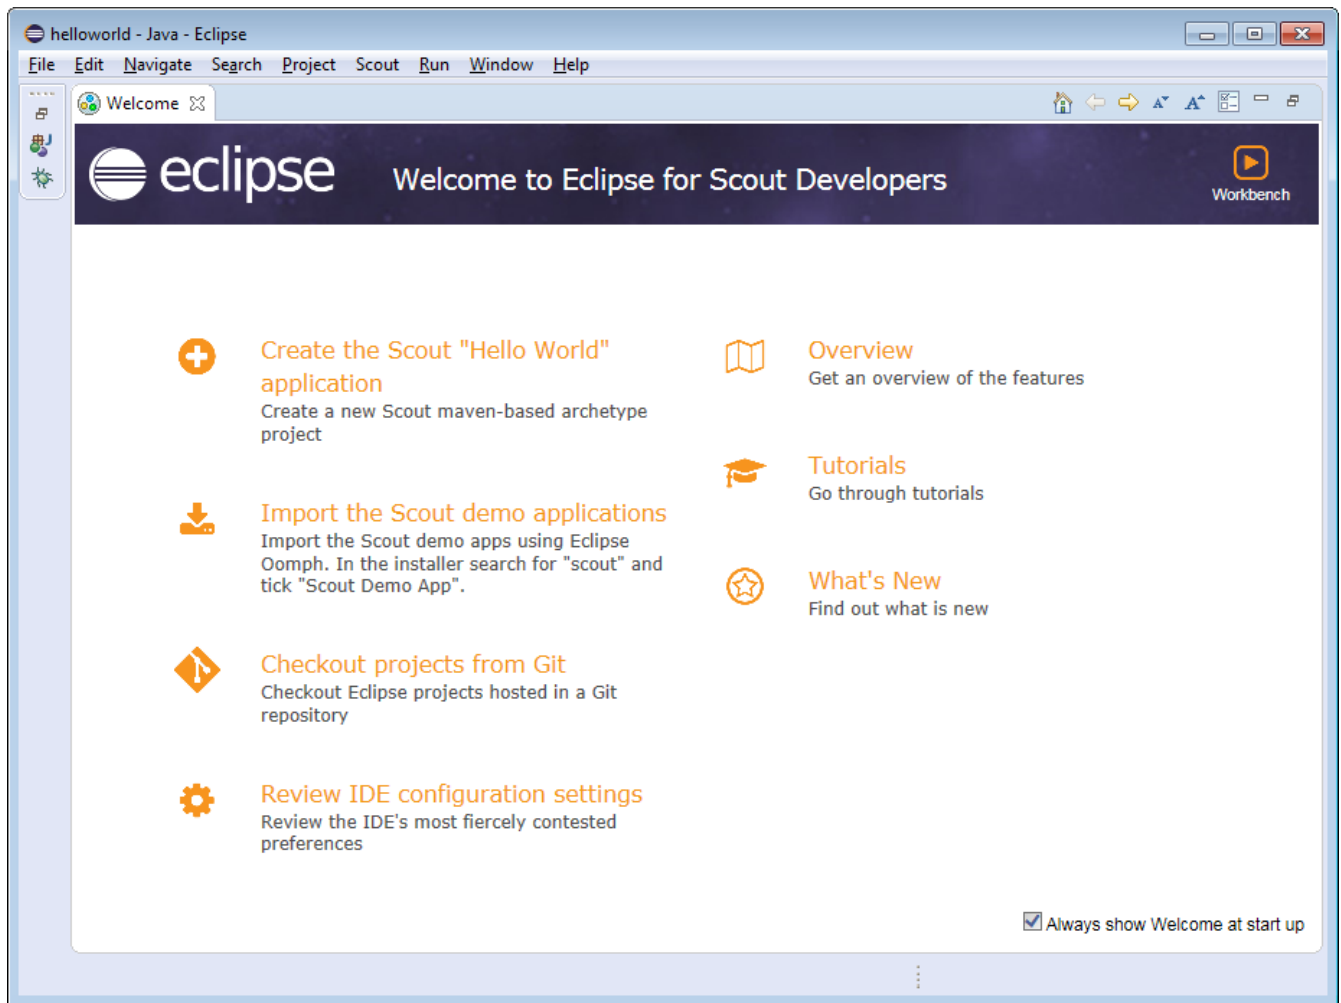 helloworld - Java - Eclipse
File Edit Navigate Search Project Scout Run Window Help
Welcome
eclipse Welcome to Eclipse for Scout Developers
Workbench
Create the Scout "Hello World"
application
Create a new Scout maven-based archetype
project
Import the Scout demo applications
Import the Scout demo apps using Eclipse
Oomph. In the installer search for "scout" and
tick "Scout Demo App".
Checkout projects from Git
Checkout Eclipse projects hosted in a Git
repository
Review IDE configuration settings
Review the IDE's most fiercely contested
preferences
Overview
Get an overview of the features
Tutorials
Go through tutorials
What's New
Find out what is new
Always show Welcome at start up